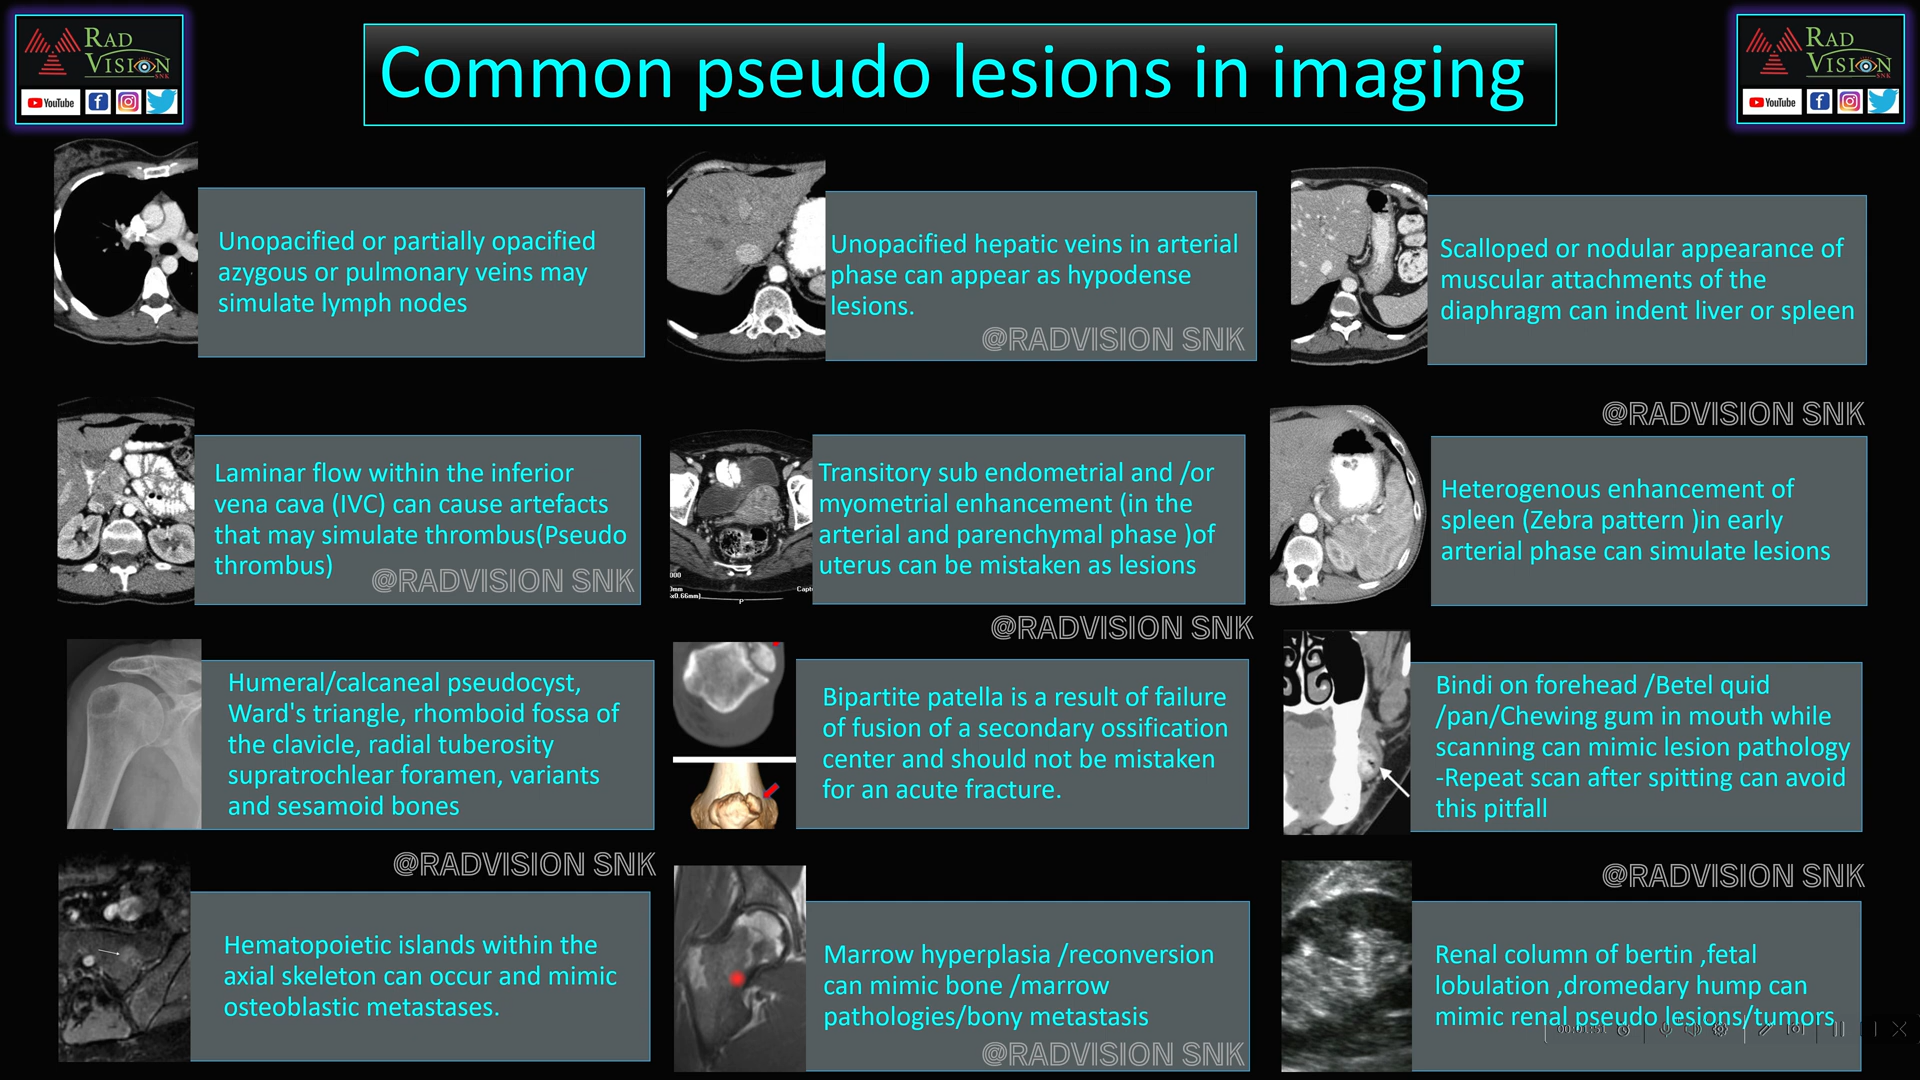 RAD
VISION
SNK
YouTube
Common pseudo lesions in imaging
RAD
VISION
SNK
YouTube
Unopacified or partially opacified
azygous or pulmonary veins may
simulate lymph nodes
Unopacified hepatic veins in arterial
phase can appear as hypodense
lesions.
@RADVISION SNK
Scalloped or nodular appearance of
muscular attachments of the
diaphragm can indent liver or spleen
@RADVISION SNK
Laminar flow within the inferior
vena cava (IVC) can cause artefacts
that may simulate thrombus(Pseudo
thrombus)
@RADVISION SNK
Transitory sub endometrial and /or
myometrial enhancement (in the
arterial and parenchymal phase )of
uterus can be mistaken as lesions
P
@RADVISION SNK
Heterogenous enhancement of
spleen (Zebra pattern )in early
arterial phase can simulate lesions
Humeral/calcaneal pseudocyst,
Ward's triangle, rhomboid fossa of
the clavicle, radial tuberosity
supratrochlear foramen, variants
and sesamoid bones
@RADVISION SNK
Bipartite patella is a result of failure
of fusion of a secondary ossification
center and should not be mistaken
for an acute fracture.
Bindi on forehead /Betel quid
/pan/Chewing gum in mouth while
scanning can mimic lesion pathology
-Repeat scan after spitting can avoid
this pitfall
@RADVISION SNK
Hematopoietic islands within the
axial skeleton can occur and mimic
osteoblastic metastases.
Marrow hyperplasia /reconversion
can mimic bone /marrow
pathologies/bony metastasis
@RADVISION SNK
Renal column of bertin ,fetal
lobulation ,dromedary hump can
mimic renal pseudo lesions/tumors